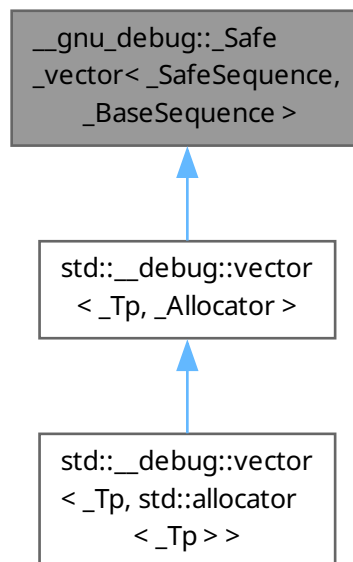 __gnu_debug::_Safe
_vector< _SafeSequence,
_BaseSequence >
std::__debug::vector
< _Tp, _Allocator >
std::__debug::vector
< _Tp, std::allocator
< _Tp > >